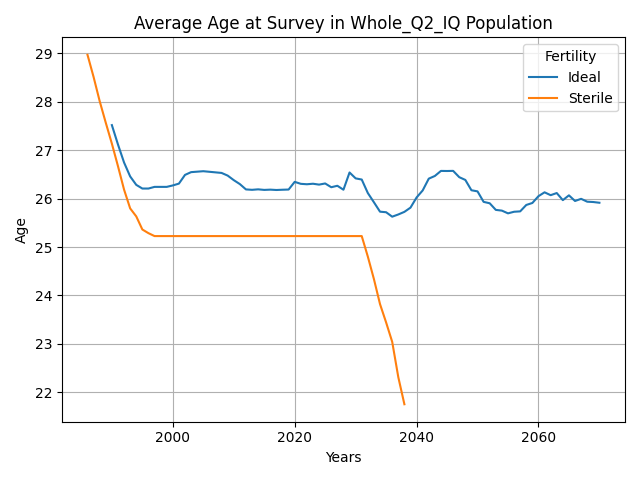 Average Age at Survey in Whole_Q2_IQ Population
29
28
27
26
25
24
23
22
Age
Fertility
Ideal
Sterile
2000
2020
2040
2060
Years